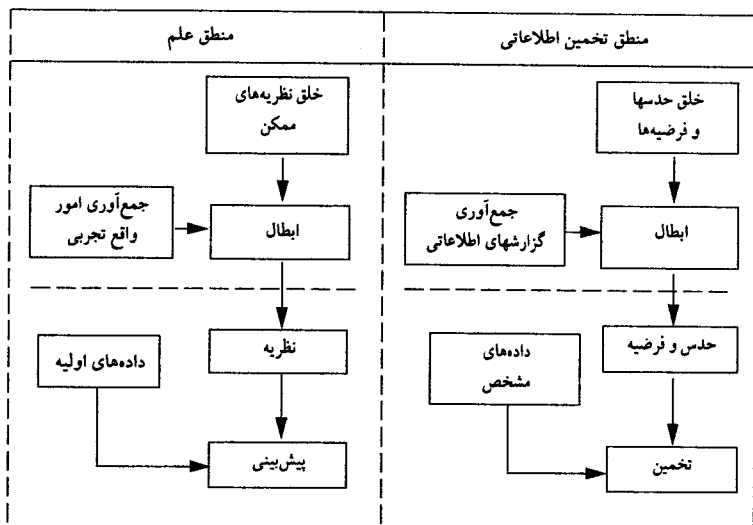 منطق تخمین اطلاعاتی
منطق علم
خلق حدسها
و فرضیه‌ها
جمع‌آوری
گزارشهای اطلاعاتی
ابطال
حدس و فرضیه
داده‌های
مشخص
تخمین
خلق نظریه‌های
ممکن
جمع‌آوری امور
واقع تجربی
ابطال
نظریه
داده‌های اولیه
پیش‌بینی